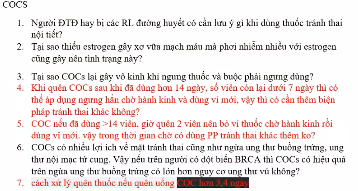 COCS
1. Người ĐTĐ hay bị các RL đường huyết có cần lưu ý gì khi dùng thuốc tránh thai
nội tiết?
2. Tại sao thiếu estrogen gây xơ vữa mạch máu mà phơi nhiễm nhiều với estrogen
cũng gây nên tình trạng này?
3. Tại sao COCs lại gây vô kinh khi ngưng thuốc và buộc phải ngưng dùng?
4. Khi quên COCs sau khi đã dùng hơn 14 ngày, số viên còn lại dưới 7 ngày thì có
thể áp dụng ngưng hẳn chờ hành kinh và dùng vỉ mới, vậy thì có cần thêm biện
pháp tránh thai khác không?
5. COC nếu đã dùng >14 viên, giờ quên 2 viên nên bỏ vỉ thuốc chờ hành kinh rồi
dùng vỉ mới. vậy trong thời gian chờ có dùng PP tránh thai khác thêm ko?
6. COCs có nhiều lợi ích về mặt tránh thai cũng như ngừa ung thư buồng trứng, ung
thư nội mạc tử cung. Vậy nếu trên người có đột biến BRCA thì COCs có hiệu quả
trên ngừa ung thư buồng trứng có lớn hơn nguy cơ ung thư vú không?
7. cách xử lý quên thuốc nếu quên uống COC hơn 2,4 ngày